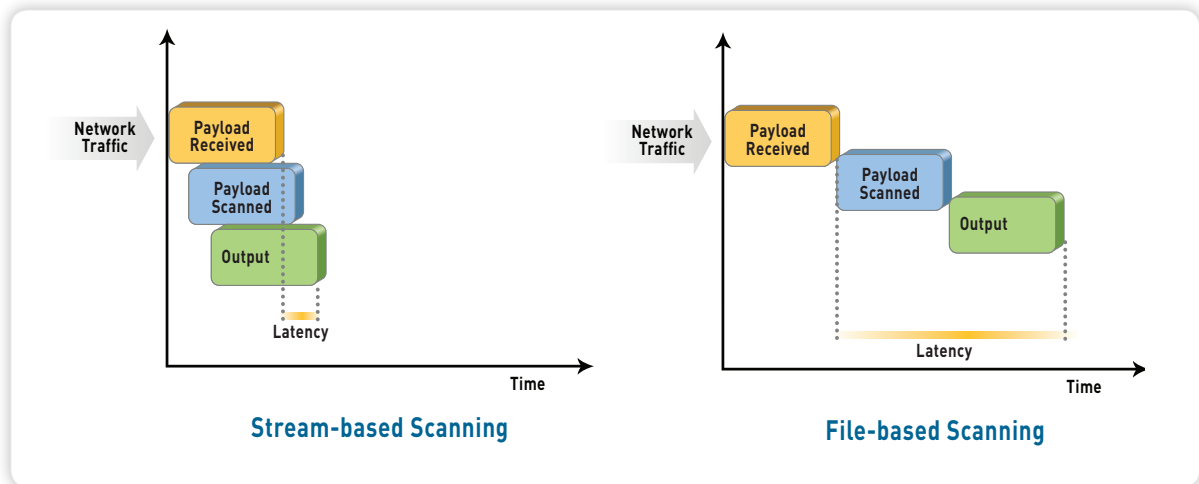 Network
Traffic
Payload
Received
Payload
Scanned
Output
Latency
Time
Stream-based Scanning
Network
Traffic
Payload
Received
Payload
Scanned
Output
Latency
Time
File-based Scanning